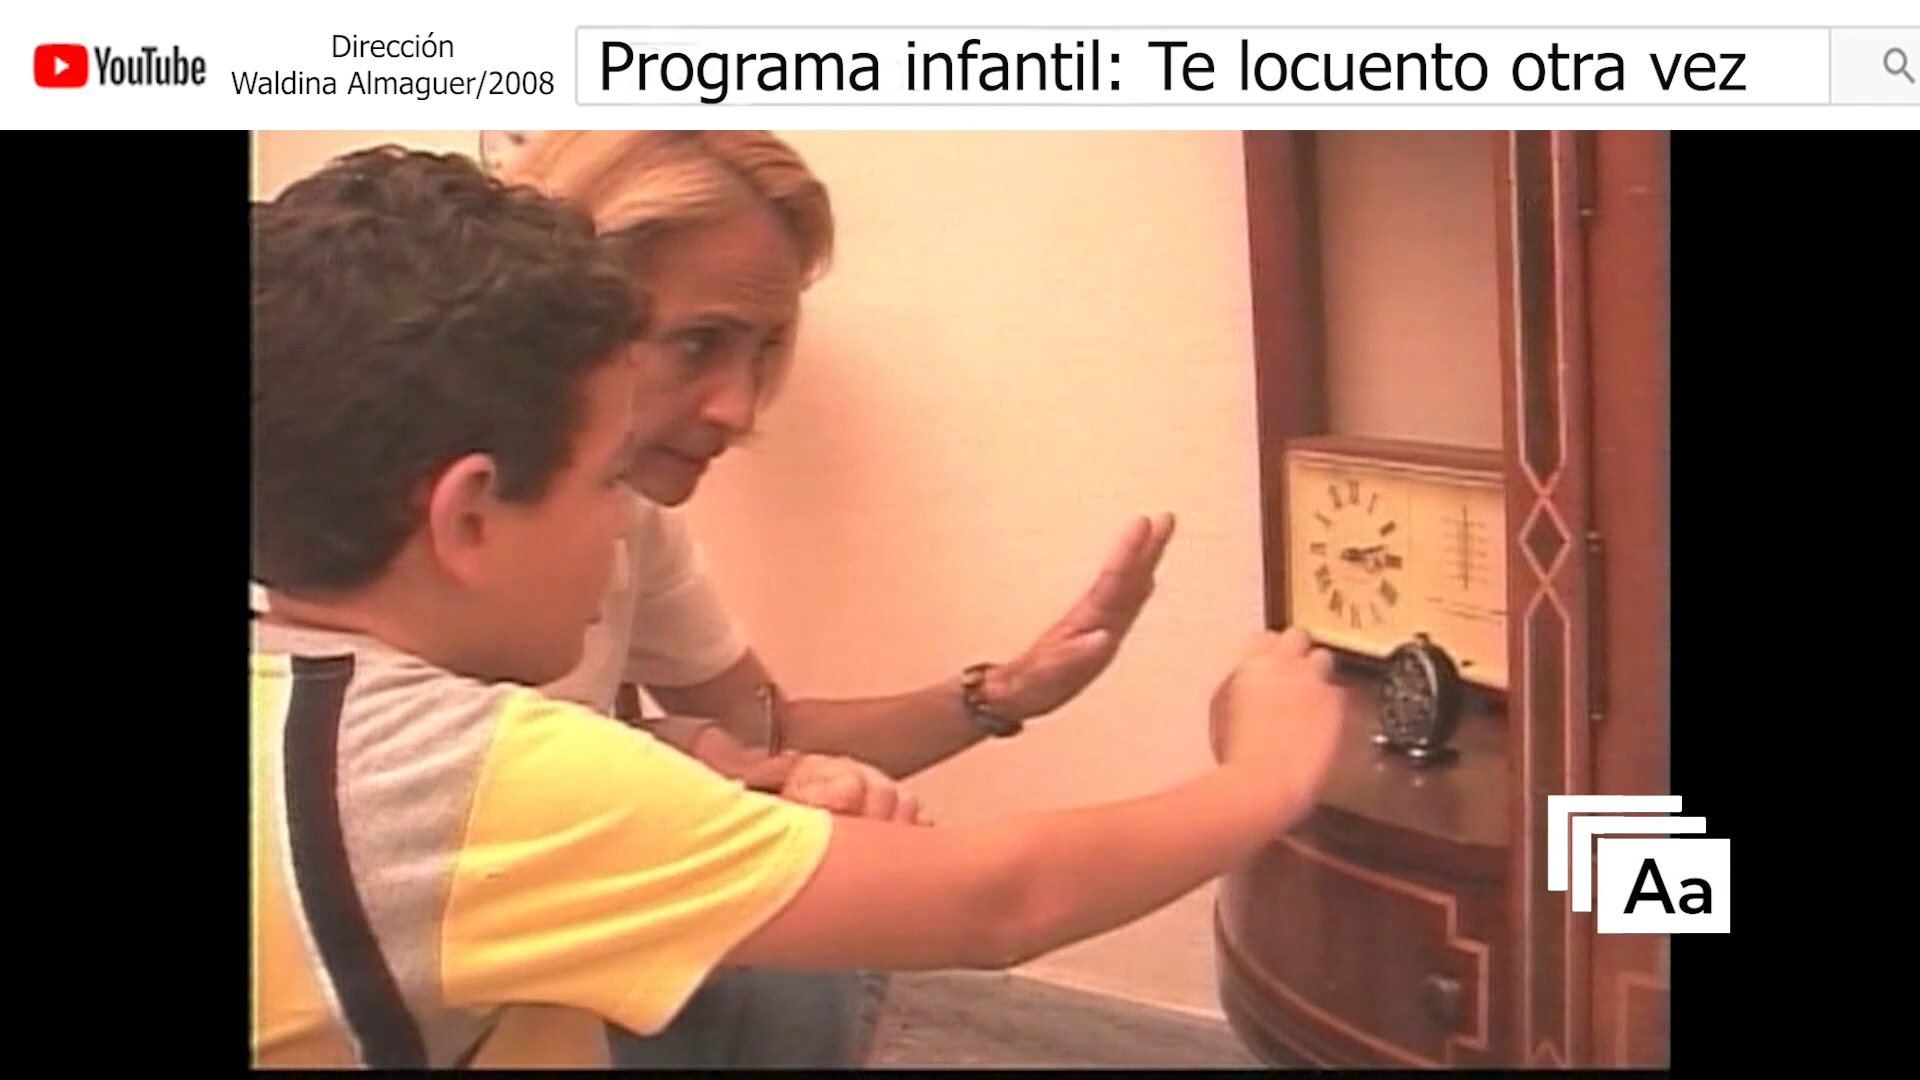 YouTube
Dirección
Waldina Almaguer/2008
Programa infantil: Te locuento otra vez
Aa